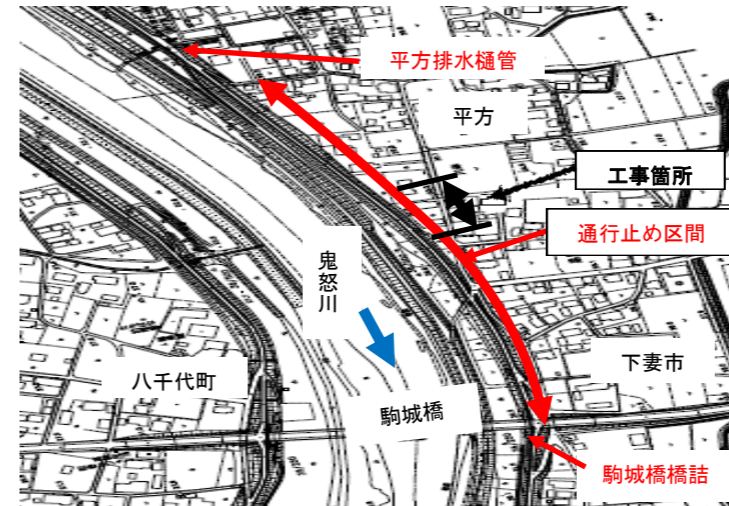 平方排水樋管
平方
工事箇所
通行止め区間
鬼怒川
下妻市
八千代町
駒城橋
駒城橋橋詰